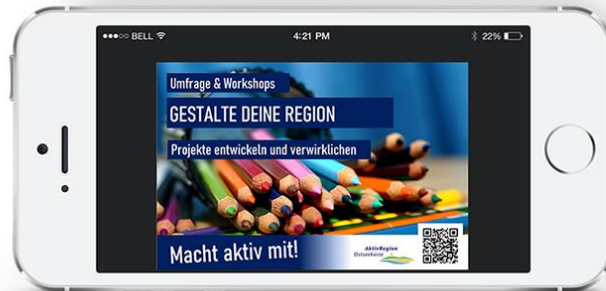 BELL 4:21 PM 22%
Umfrage & Workshops
GESTALTE DEINE REGION
Projekte entwickeln und verwirklichen
Macht aktiv mit!
AktivRegion
Ostseeküste